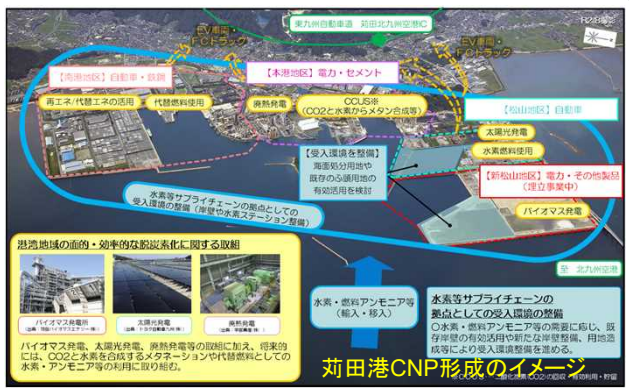 東九州自動車道 苅田北九州空港IC
EV車両・
FCトラック
EV車両・
FCトラック
【南港地区】自動車・鉄鋼
再エネ/代替エネの活用
代替燃料使用
【本港地区】電力・セメント
廃熱発電
CCUS※
(CO2と水素からメタン合成等)
【松山地区】自動車
太陽光発電
水素燃料使用
【受入環境を整備】
海面処分用地や
既存のふ頭用地の
有効活用を検討
【新松山地区】電力・その他製品
(埋立事業中)
バイオマス発電
水素等サプライチェーンの拠点としての
受入環境の整備(岸壁や水素ステーション整備)
至 北九州空港
港湾地域の面的・効率的な脱炭素化に関する取組
バイオマス発電所
太陽光発電
廃熱発電
バイオマス発電、太陽光発電、廃熱発電等の取組に加え、将来的
には、CO2と水素を合成するメタネーションや代替燃料としての
水素・アンモニア等の利用に取り組む。
水素・燃料アンモニア等
(輸入・移入)
水素等サプライチェーンの
拠点としての受入環境の整備
○水素・燃料アンモニア等の需要に応じ、既
存岸壁の有効活用や新たな岸壁整備、用地造
成等により受入環境整備を進める。
苅田港CNP形成のイメージ